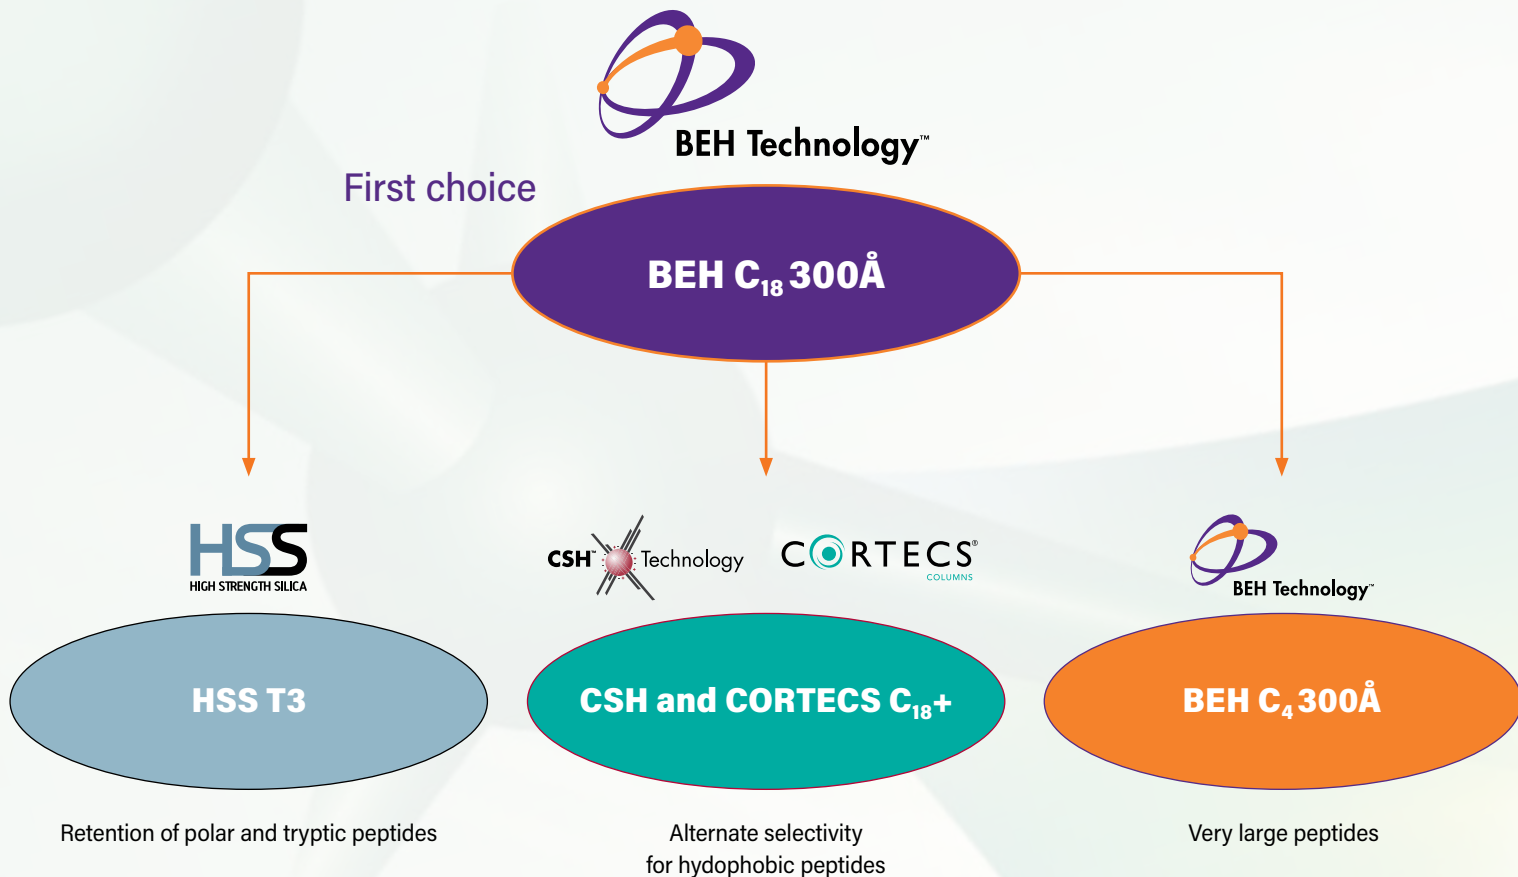 BEH Technology™
First choice
BEH C₁₈ 300Å
HSS
HIGH STRENGTH SILICA
CSH™ Technology
CORTECS®
COLUMNS
BEH Technology™
HSS T3
CSH and CORTECS C₁₈+
BEH C₄ 300Å
Retention of polar and tryptic peptides
Alternate selectivity
for hydophobic peptides
Very large peptides